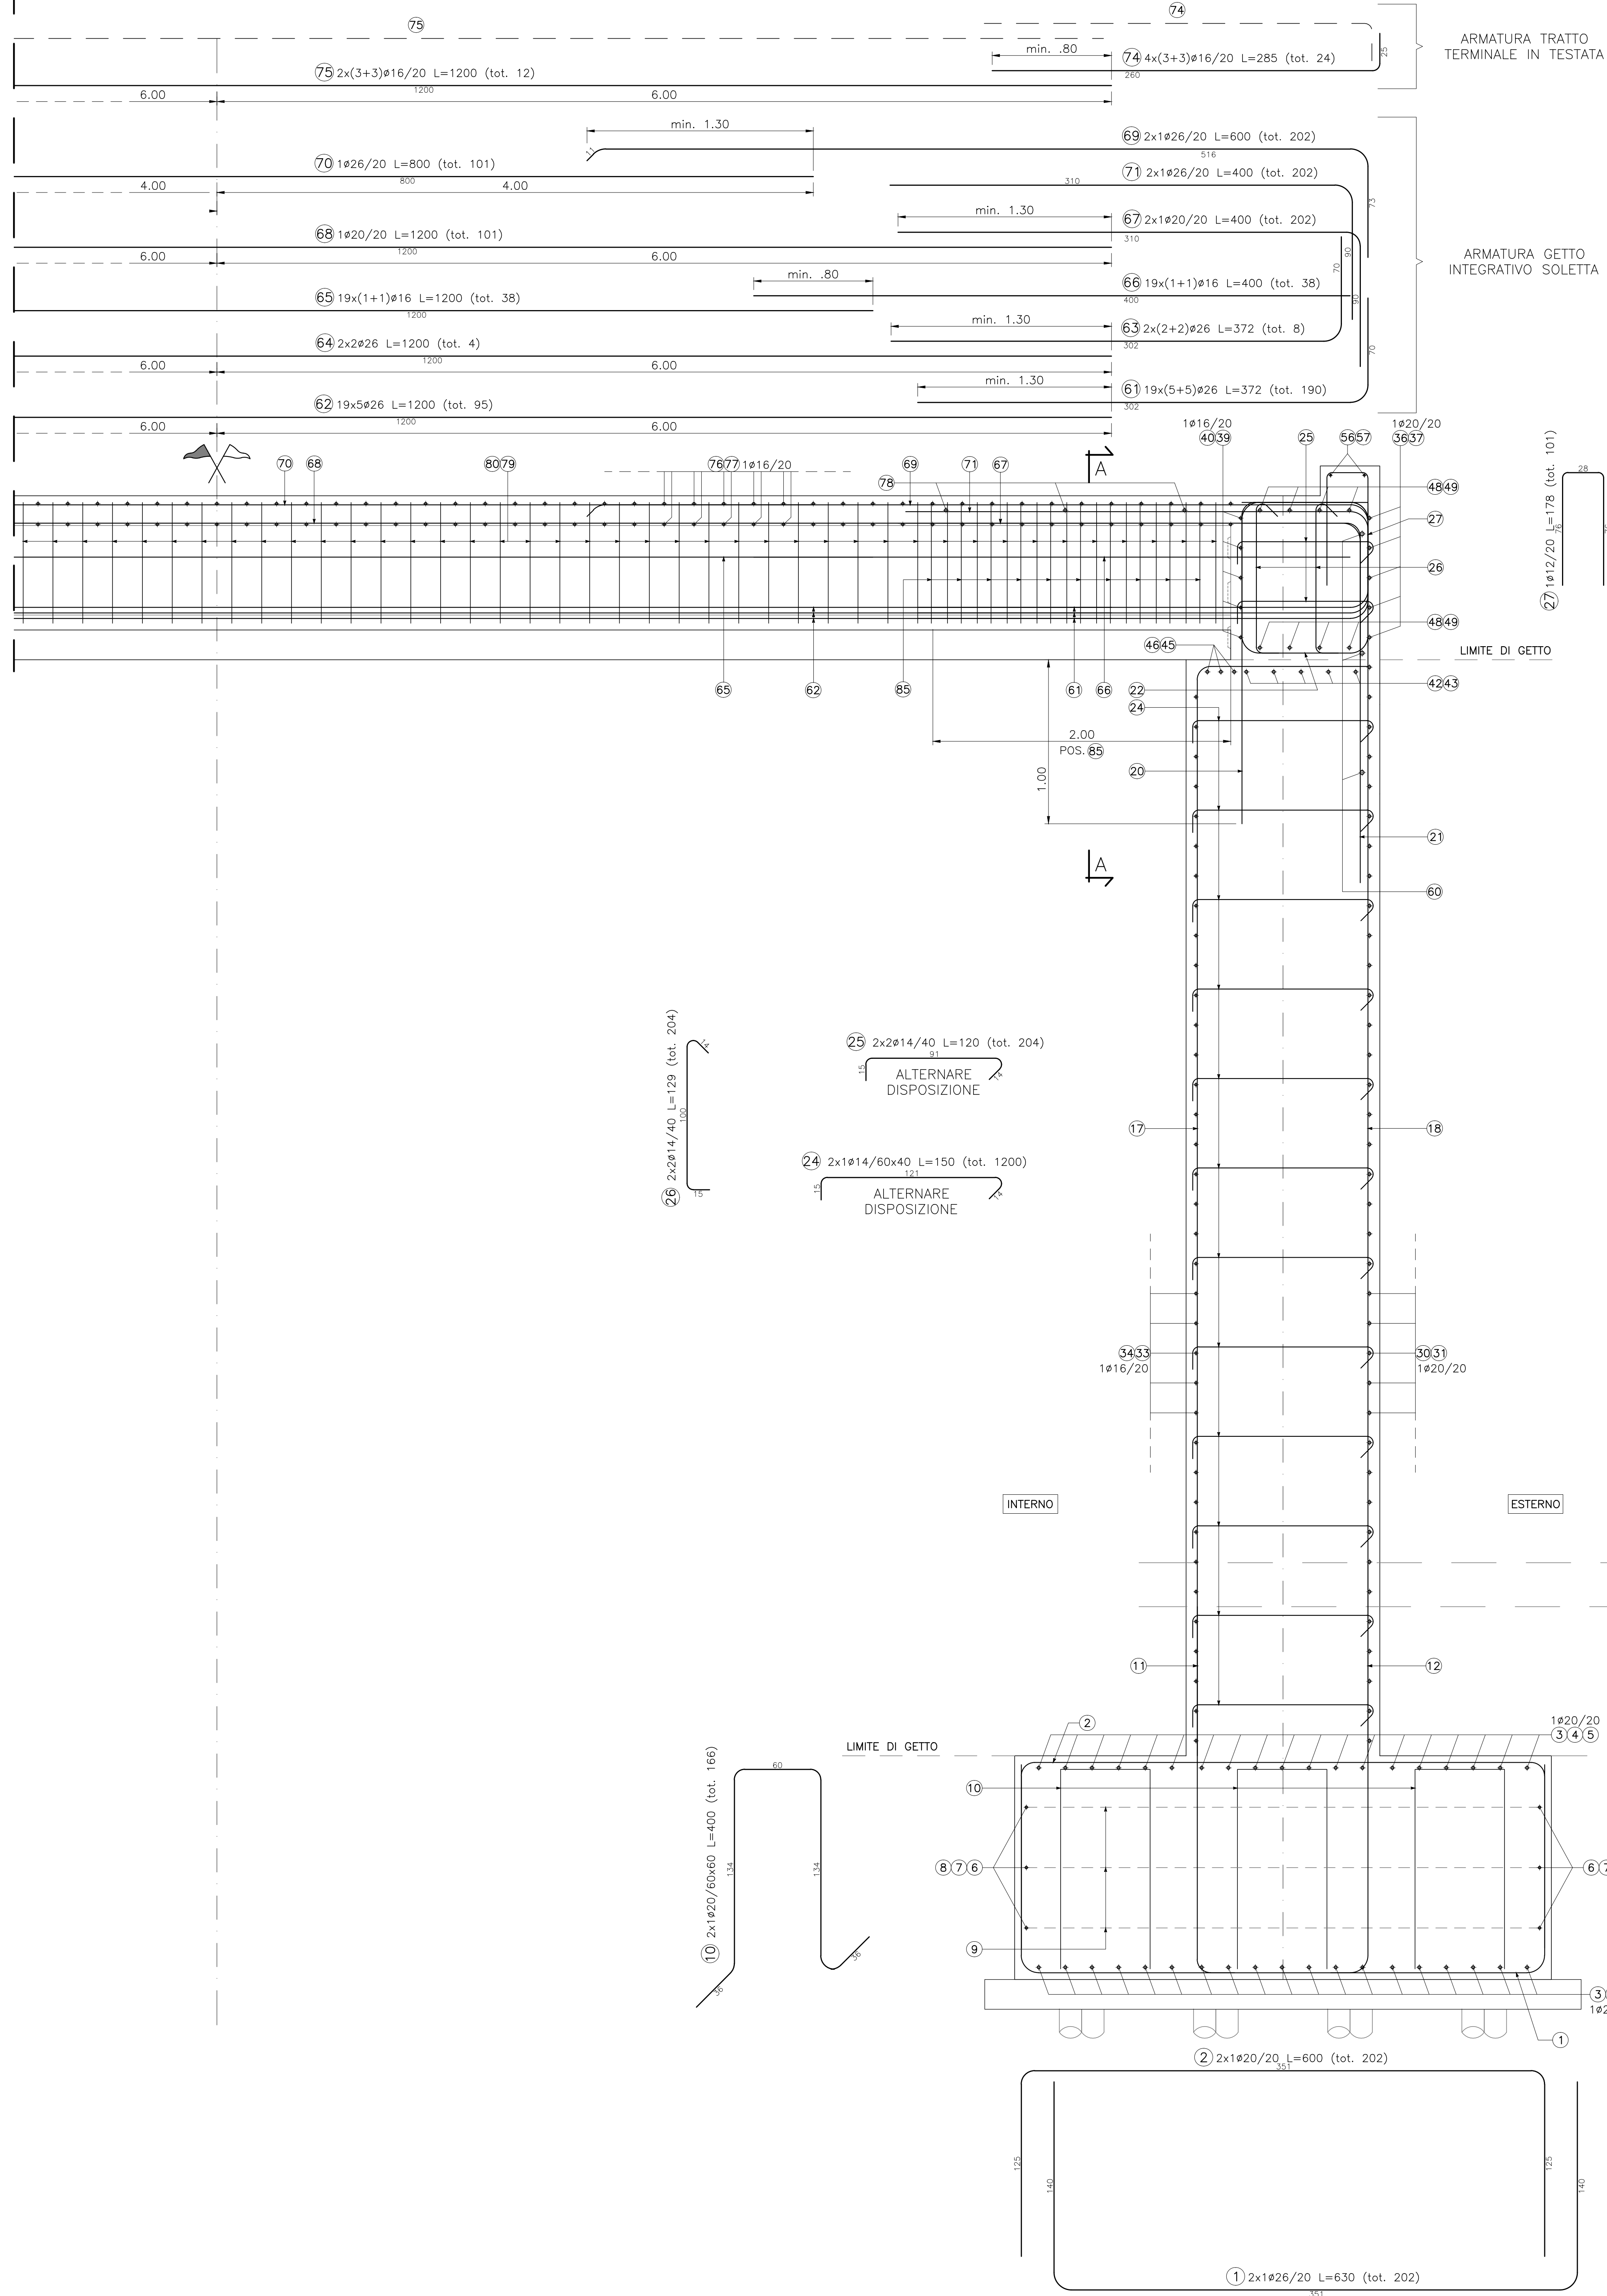 74
75
ARMATURA TRATTO
TERMINALE IN TESTATA
25
min. .80
74 4x(3+3)ø16/20 L=285 (tot. 24)
260
75 2x(3+3)ø16/20 L=1200 (tot. 12)
1200
6.00
6.00
min. 1.30
69 2x1ø26/20 L=600 (tot. 202)
516
11
70 1ø26/20 L=800 (tot. 101)
800
71 2x1ø26/20 L=400 (tot. 202)
310
4.00
4.00
73
min. 1.30
67 2x1ø20/20 L=400 (tot. 202)
310
68 1ø20/20 L=1200 (tot. 101)
1200
90
6.00
6.00
70
ARMATURA GETTO
INTEGRATIVO SOLETTA
min. .80
66 19x(1+1)ø16 L=400 (tot. 38)
400
90
65 19x(1+1)ø16 L=1200 (tot. 38)
1200
min. 1.30
63 2x(2+2)ø26 L=372 (tot. 8)
302
64 2x2ø26 L=1200 (tot. 4)
1200
70
6.00
6.00
min. 1.30
61 19x(5+5)ø26 L=372 (tot. 190)
302
62 19x5ø26 L=1200 (tot. 95)
1200
6.00
6.00
1ø16/20
40 39
25
56 57
1ø20/20
36 37
27 1ø12/20 L=178 (tot. 101)
28
76
70
68
80 79
76 77 1ø16/20
69
71
67
A
78
48 49
27
26
48 49
LIMITE DI GETTO
46 45
65
62
85
61
66
22
42 43
24
2.00
POS. 85
1.00
20
21
A
60
26 2x2ø14/40 L=129 (tot. 204)
14
100
15
25 2x2ø14/40 L=120 (tot. 204)
91
15
14
ALTERNARE
DISPOSIZIONE
17
18
24 2x1ø14/60x40 L=150 (tot. 1200)
121
15
14
ALTERNARE
DISPOSIZIONE
34 33
1ø16/20
30 31
1ø20/20
INTERNO
ESTERNO
11
12
2
1ø20/20
3 4 5
LIMITE DI GETTO
10 2x1ø20/60x60 L=400 (tot. 166)
60
134
134
56
56
10
8 7 6
6
9
3
1
2 2x1ø20/20 L=600 (tot. 202)
351
125
125
140
140
1 2x1ø26/20 L=630 (tot. 202)
351